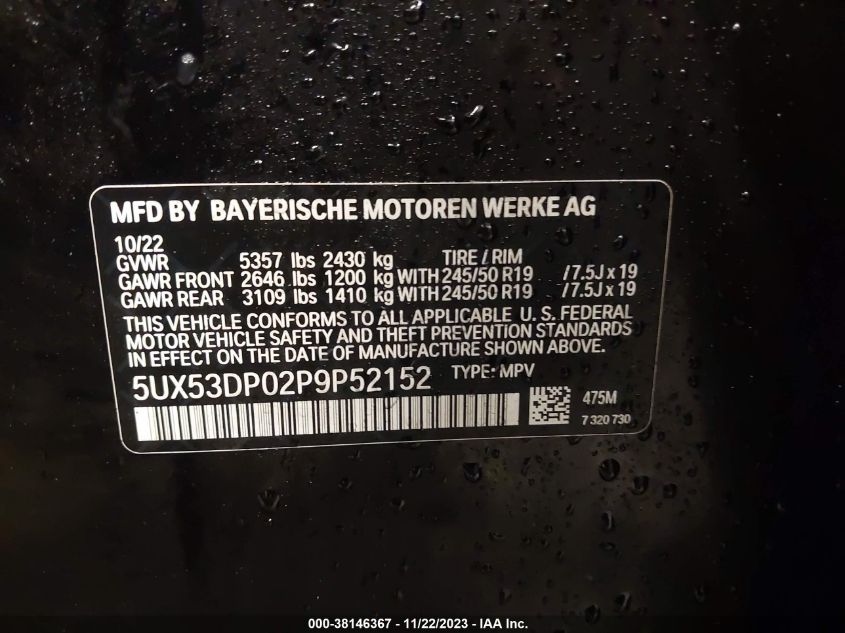 MFD BY BAYERISCHE MOTOREN WERKE AG
10/22
GVWR 5357 lbs 2430 kg TIRE / RIM
GAWR FRONT 2646 lbs 1200 kg WITH 245/50 R19 /7.5J x 19
GAWR REAR 3109 lbs 1410 kg WITH 245/50 R19 /7.5J x 19
THIS VEHICLE CONFORMS TO ALL APPLICABLE U. S. FEDERAL
MOTOR VEHICLE SAFETY AND THEFT PREVENTION STANDARDS
IN EFFECT ON THE DATE OF MANUFACTURE SHOWN ABOVE.
5UX53DP02P9P52152 TYPE: MPV
475M
7 320 730
000-38146367 - 11/22/2023 - IAA Inc.